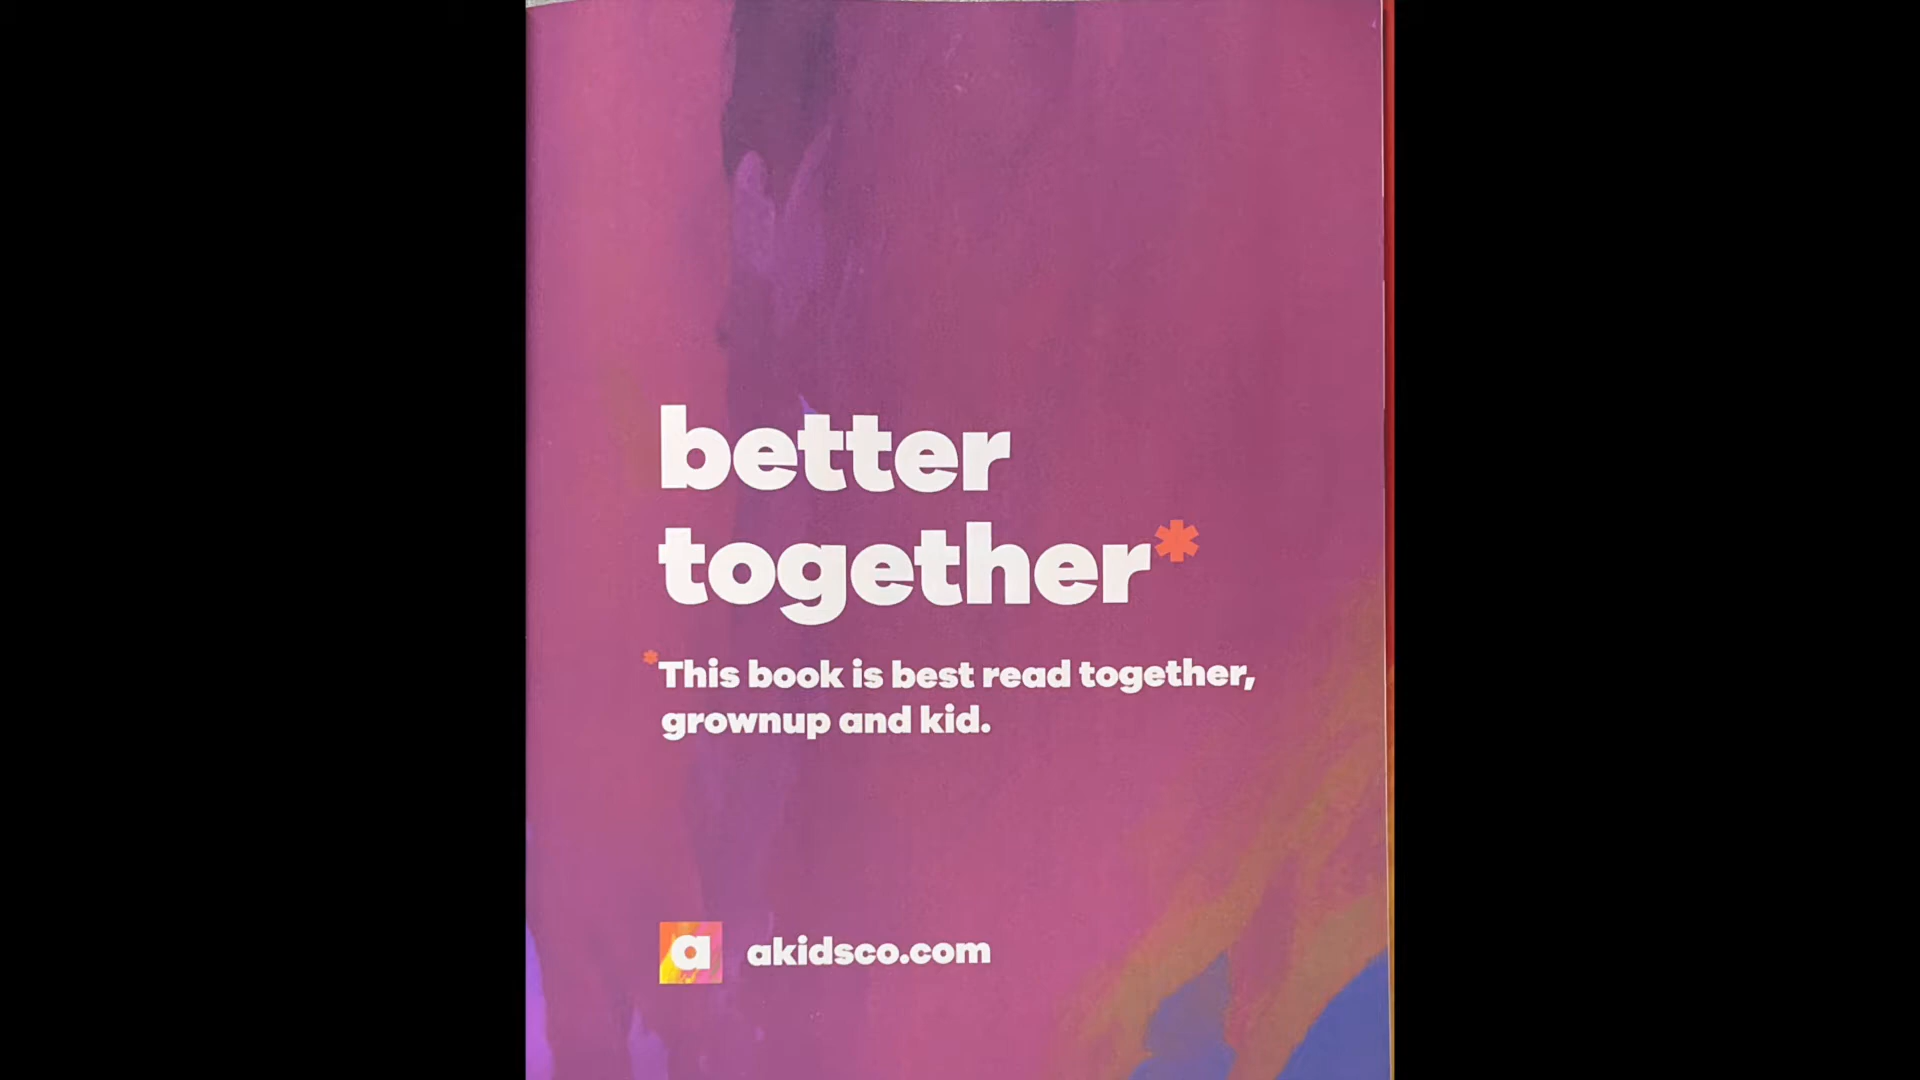 better
together*
*This book is best read together,
grownup and kid.
a akidsco.com